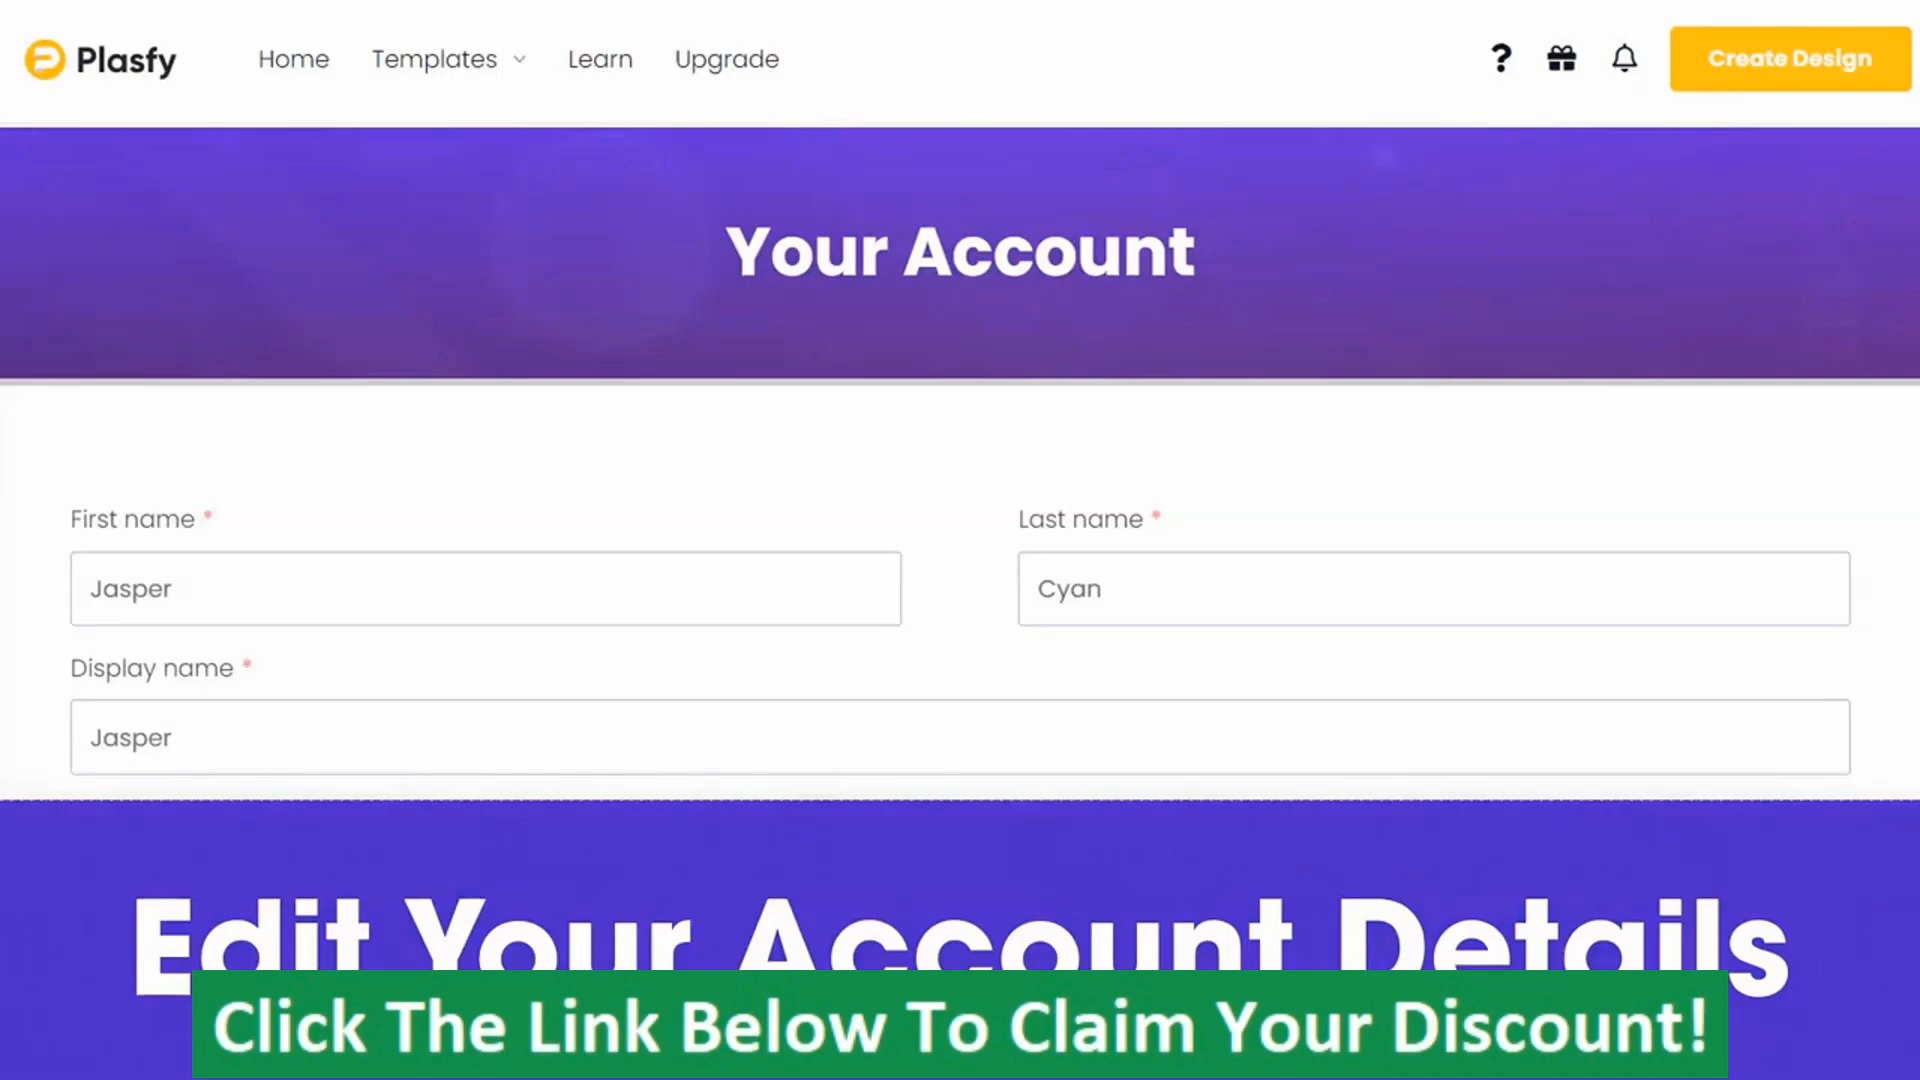 Plasfy Home Templates Learn Upgrade ? Create Design
Your Account
First name * Last name *
Jasper Cyan
Display name *
Jasper
Edit Your Account Details
Click The Link Below To Claim Your Discount!